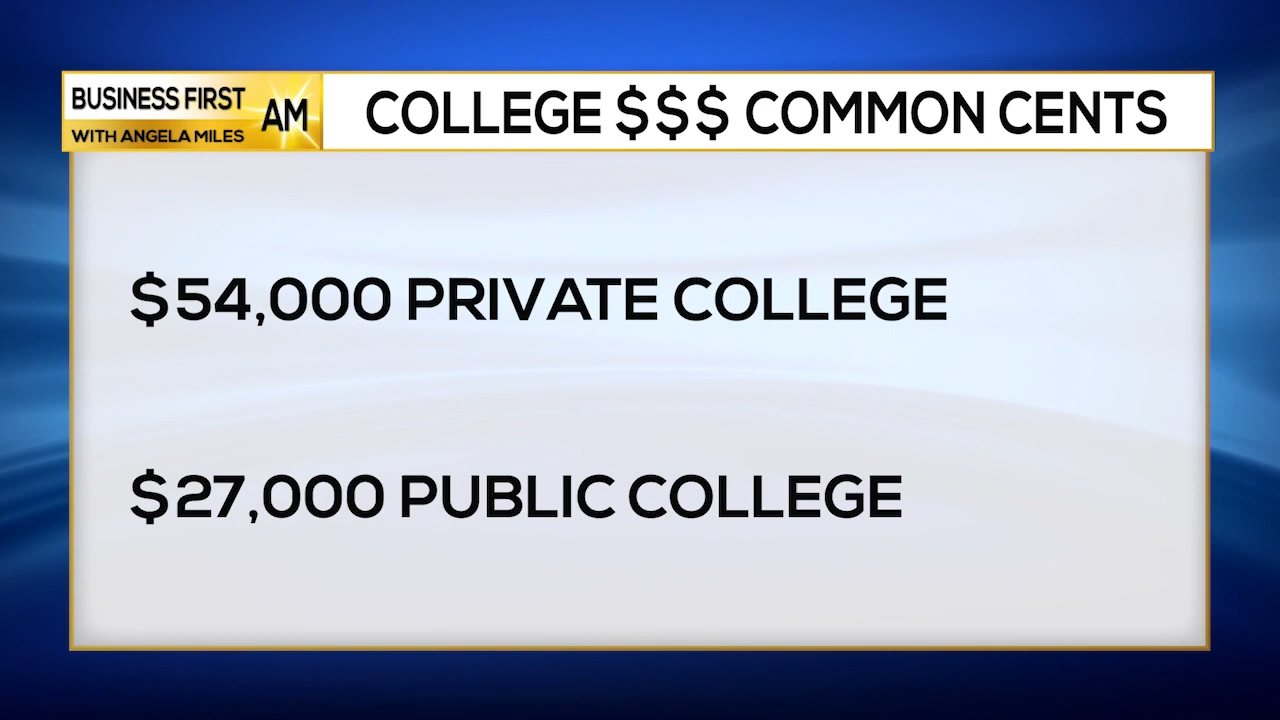 BUSINESS FIRST
WITH ANGELA MILES
AM
COLLEGE $$$ COMMON CENTS
$54,000 PRIVATE COLLEGE
$27,000 PUBLIC COLLEGE